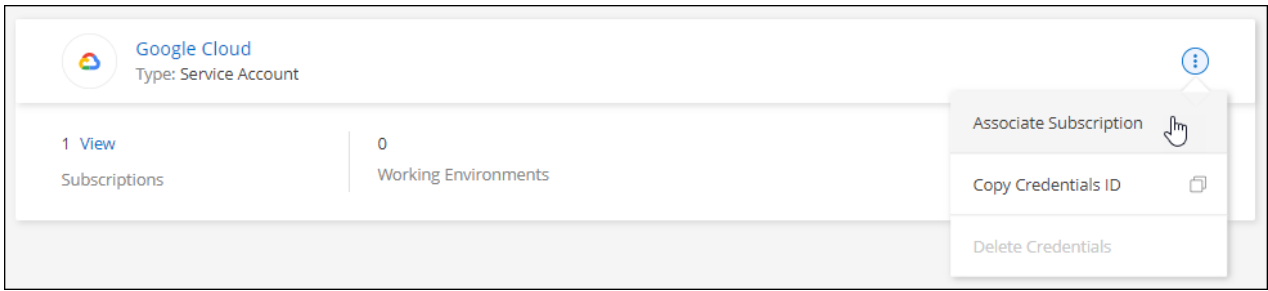 Google Cloud
Type: Service Account
Associate Subscription
1 View
0
Subscriptions
Working Environments
Copy Credentials ID
Delete Credentials